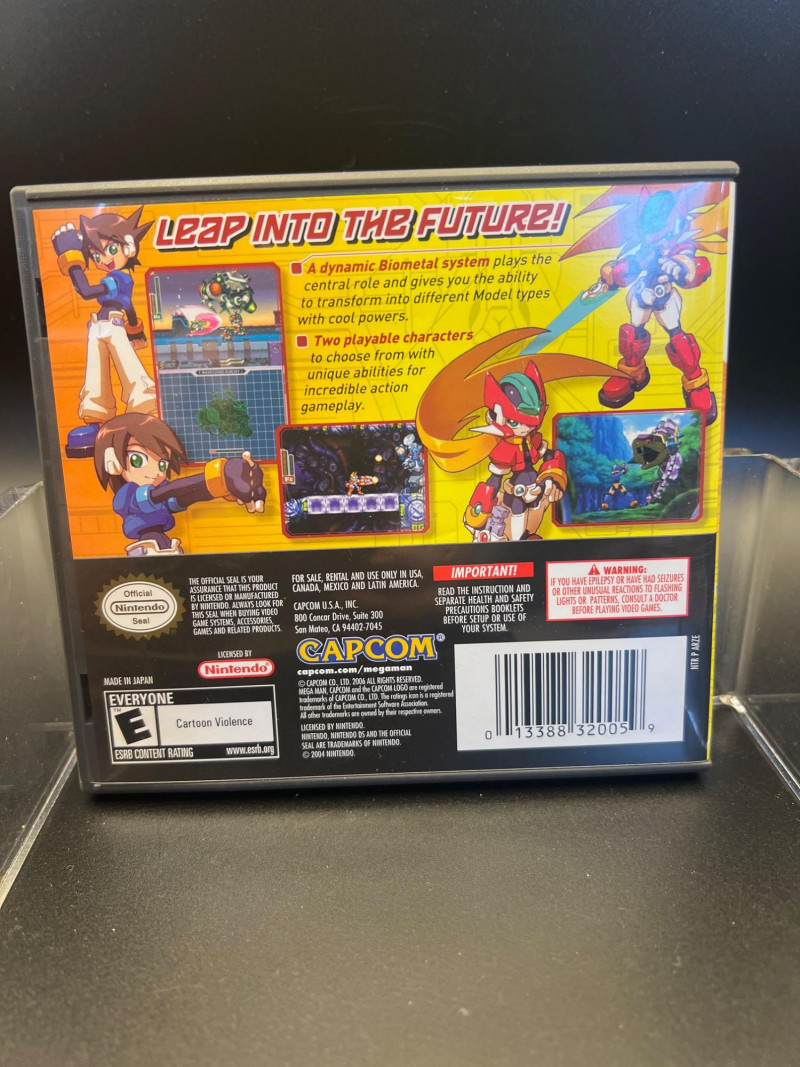 LEAP INTO THE FUTURE!
A dynamic Biometal system plays the
central role and gives you the ability
to transform into different Model types
with cool powers.
Two playable characters
to choose from with
unique abilities for
incredible action
gameplay.
Official
Nintendo
Seal
THE OFFICIAL SEAL IS YOUR
ASSURANCE THAT THIS PRODUCT
IS LICENSED OR MANUFACTURED
BY NINTENDO. ALWAYS LOOK FOR
THIS SEAL WHEN BUYING VIDEO
GAME SYSTEMS, ACCESSORIES,
GAMES AND RELATED PRODUCTS.
LICENSED BY
Nintendo®
MADE IN JAPAN
EVERYONE
E
TM
Cartoon Violence
ESRB CONTENT RATING
www.esrb.org
FOR SALE, RENTAL AND USE ONLY IN USA,
CANADA, MEXICO AND LATIN AMERICA.
CAPCOM U.S.A., INC.
800 Concar Drive, Suite 300
San Mateo, CA 94402-7045
CAPCOM®
capcom.com/megaman
© CAPCOM CO., LTD. 2006 ALL RIGHTS RESERVED.
MEGA MAN, CAPCOM and the CAPCOM LOGO are registered
trademarks of CAPCOM CO., LTD. The ratings icon is a registered
trademark of the Entertainment Software Association.
All other trademarks are owned by their respective owners.
LICENSED BY NINTENDO.
NINTENDO, NINTENDO DS AND THE OFFICIAL
SEAL ARE TRADEMARKS OF NINTENDO.
© 2004 NINTENDO.
IMPORTANT!
READ THE INSTRUCTION AND
SEPARATE HEALTH AND SAFETY
PRECAUTIONS BOOKLETS
BEFORE SETUP OR USE OF
YOUR SYSTEM.
WARNING:
IF YOU HAVE EPILEPSY OR HAVE HAD SEIZURES
OR OTHER UNUSUAL REACTIONS TO FLASHING
LIGHTS OR PATTERNS, CONSULT A DOCTOR
BEFORE PLAYING VIDEO GAMES.
0 13388 32005 9
NTR P ARZE